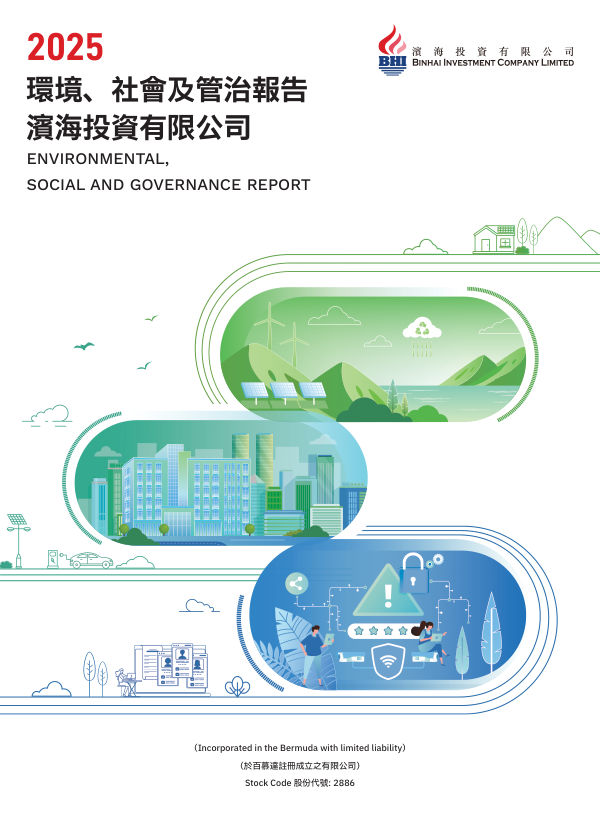 2025
環境、社會及管治報告
濱海投資有限公司
ENVIRONMENTAL,
SOCIAL AND GOVERNANCE REPORT
BHI
濱海投資有限公司
BINHAI INVESTMENT COMPANY LIMITED
(Incorporated in the Bermuda with limited liability)
(於百慕達註冊成立之有限公司)
Stock Code 股份代號: 2886